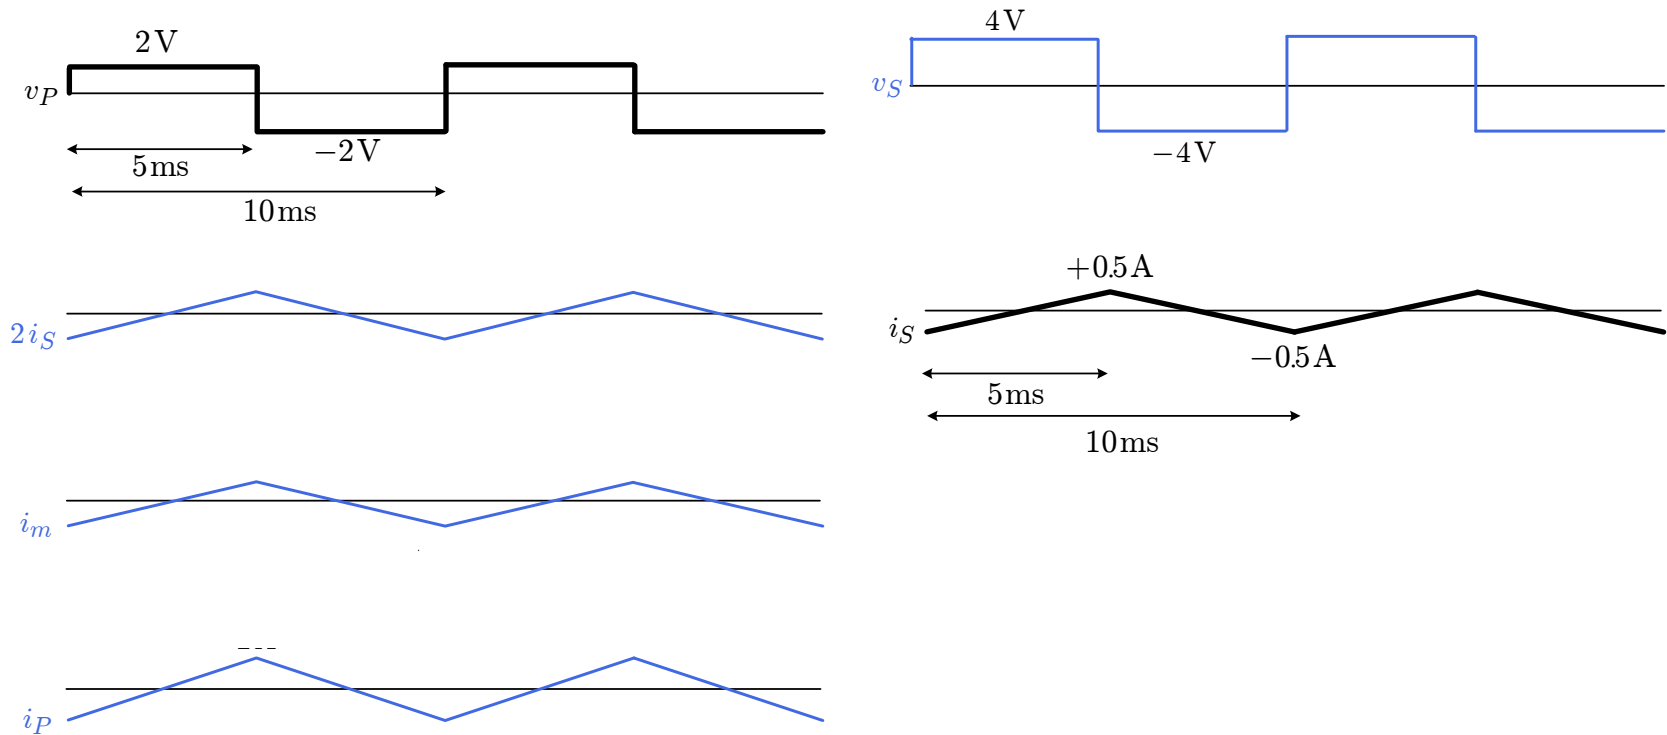 2V
v_P
−2V
5ms
10ms
4V
v_S
−4V
2i_S
+0.5A
i_S
−0.5A
5ms
10ms
i_m
i_P